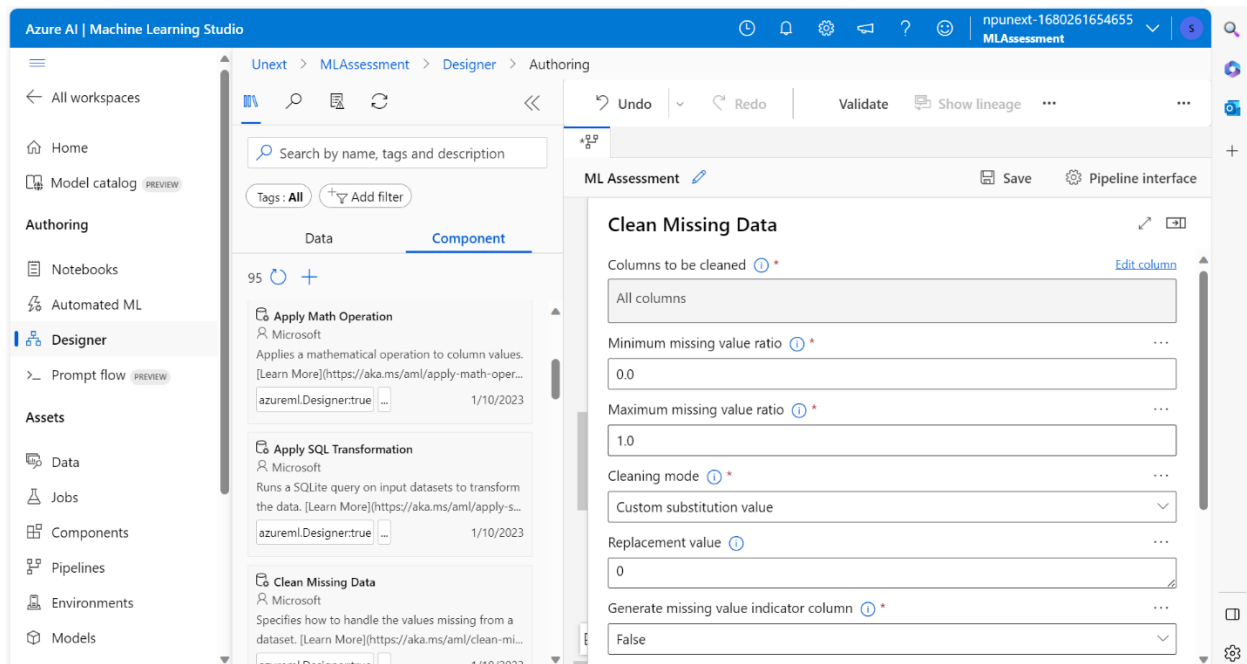 Azure AI | Machine Learning Studio
npunext-1680261654655
MLAssessment
S
All workspaces
Home
Model catalog PREVIEW
Authoring
Notebooks
Automated ML
Designer
Prompt flow PREVIEW
Assets
Data
Jobs
Components
Pipelines
Environments
Models
Unext > MLAssessment > Designer > Authoring
Search by name, tags and description
Tags : All
Add filter
Data
Component
95
Apply Math Operation
Microsoft
Applies a mathematical operation to column values.
[Learn More](https://aka.ms/aml/apply-math-oper...
azureml.Designer:true
...
1/10/2023
Apply SQL Transformation
Microsoft
Runs a SQLite query on input datasets to transform
the data. [Learn More](https://aka.ms/aml/apply-s...
azureml.Designer:true
...
1/10/2023
Clean Missing Data
Microsoft
Specifies how to handle the values missing from a
dataset. [Learn More](https://aka.ms/aml/clean-mi...
Undo
Redo
Validate
Show lineage
ML Assessment
Save
Pipeline interface
Clean Missing Data
Columns to be cleaned *
Edit column
All columns
Minimum missing value ratio *
0.0
Maximum missing value ratio *
1.0
Cleaning mode *
Custom substitution value
Replacement value
0
Generate missing value indicator column *
False